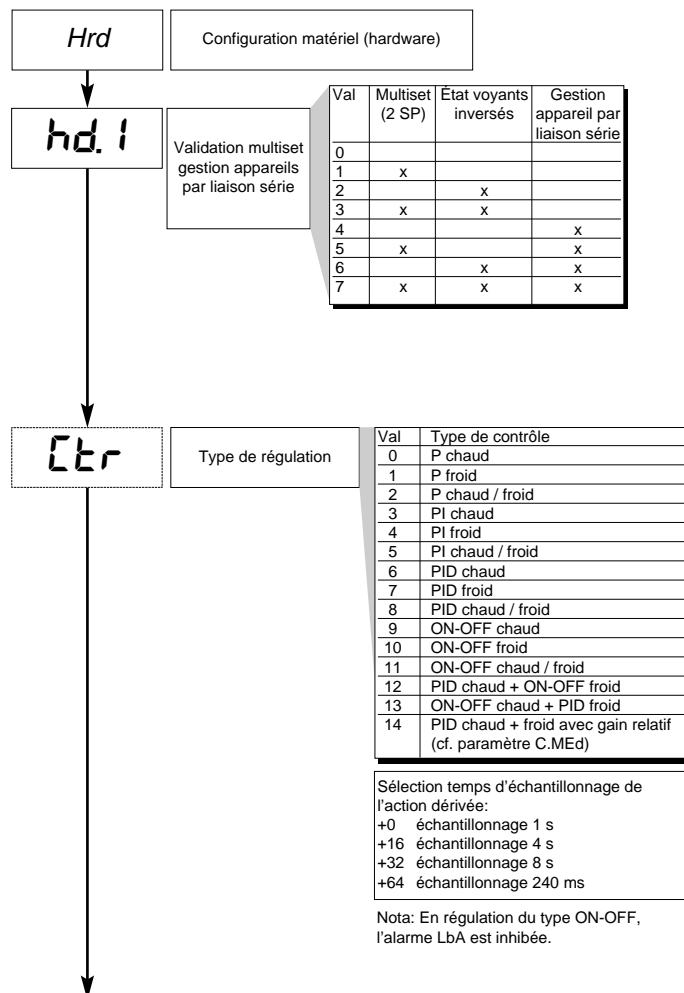 Hrd
Configuration matériel (hardware)
hd. 1
Validation multiset
gestion appareils
par liaison série
Val Multiset État voyants Gestion
(2 SP) inversés appareil par
liaison série
0
1 x
2 x
3 x x
4 x
5 x x
6 x x
7 x x x
Ctr
Type de régulation
Val Type de contrôle
0 P chaud
1 P froid
2 P chaud / froid
3 PI chaud
4 PI froid
5 PI chaud / froid
6 PID chaud
7 PID froid
8 PID chaud / froid
9 ON-OFF chaud
10 ON-OFF froid
11 ON-OFF chaud / froid
12 PID chaud + ON-OFF froid
13 ON-OFF chaud + PID froid
14 PID chaud + froid avec gain relatif
(cf. paramètre C.MEd)
Sélection temps d'échantillonnage de
l'action dérivée:
+0 échantillonnage 1 s
+16 échantillonnage 4 s
+32 échantillonnage 8 s
+64 échantillonnage 240 ms
Nota: En régulation du type ON-OFF,
l'alarme LbA est inhibée.